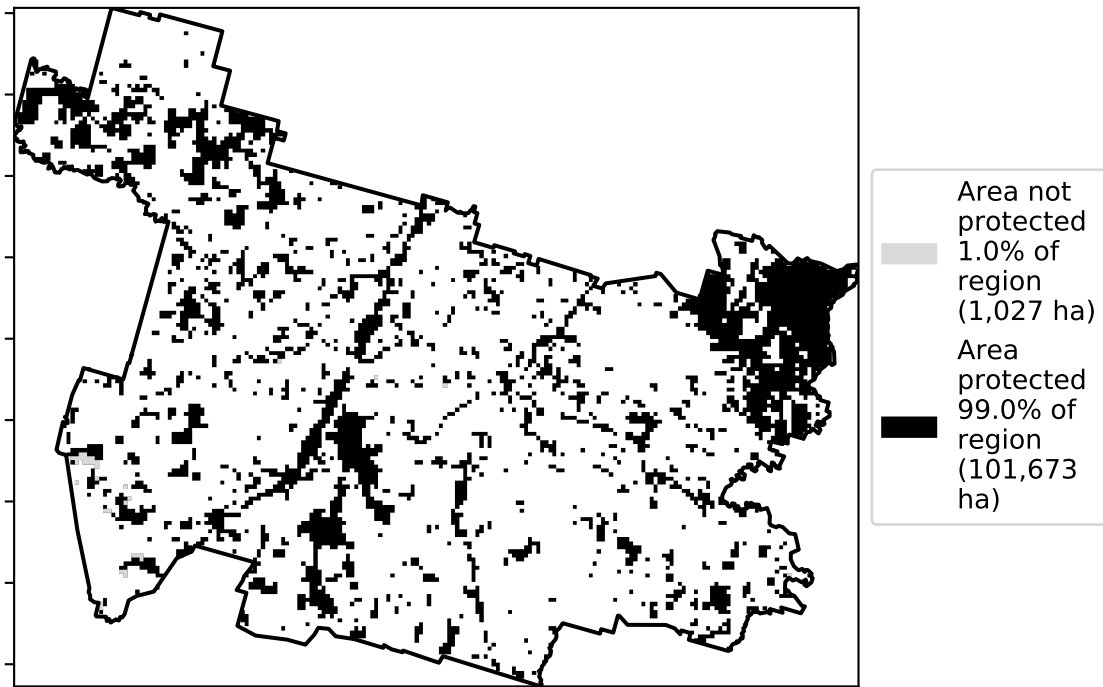 Area not
protected
1.0% of
region
(1,027 ha)
Area
protected
99.0% of
region
(101,673
ha)